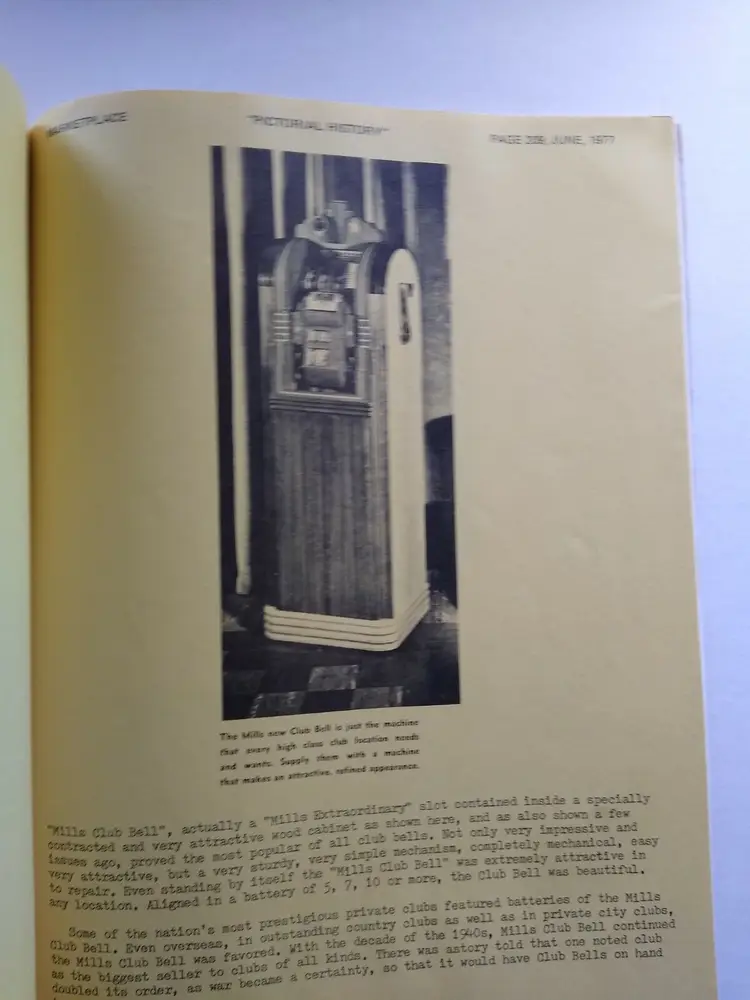 MARKETPLACE "PICTORIAL HISTORY" PAGE 209, JUNE, 1977
The Mills new Club Bell is just the machine
that every high class club location needs
and wants. Supply them with a machine
that makes an attractive, refined appearance.
"Mills Club Bell", actually a "Mills Extraordinary" slot contained inside a specially
contracted and very attractive wood cabinet as shown here, and as also shown a few
issues ago, proved the most popular of all club bells. Not only very impressive and
very attractive, but a very sturdy, very simple mechanism, completely mechanical, easy
to repair. Even standing by itself the "Mills Club Bell" was extremely attractive in
any location. Aligned in a battery of 5, 7, 10 or more, the Club Bell was beautiful.
Some of the nation's most prestigious private clubs featured batteries of the Mills
Club Bell. Even overseas, in outstanding country clubs as well as in private city clubs,
the Mills Club Bell was favored. With the decade of the 1940s, Mills Club Bell continued
as the biggest seller to clubs of all kinds. There was astory told that one noted club
doubled its order, as war became a certainty, so that it would have Club Bells on hand